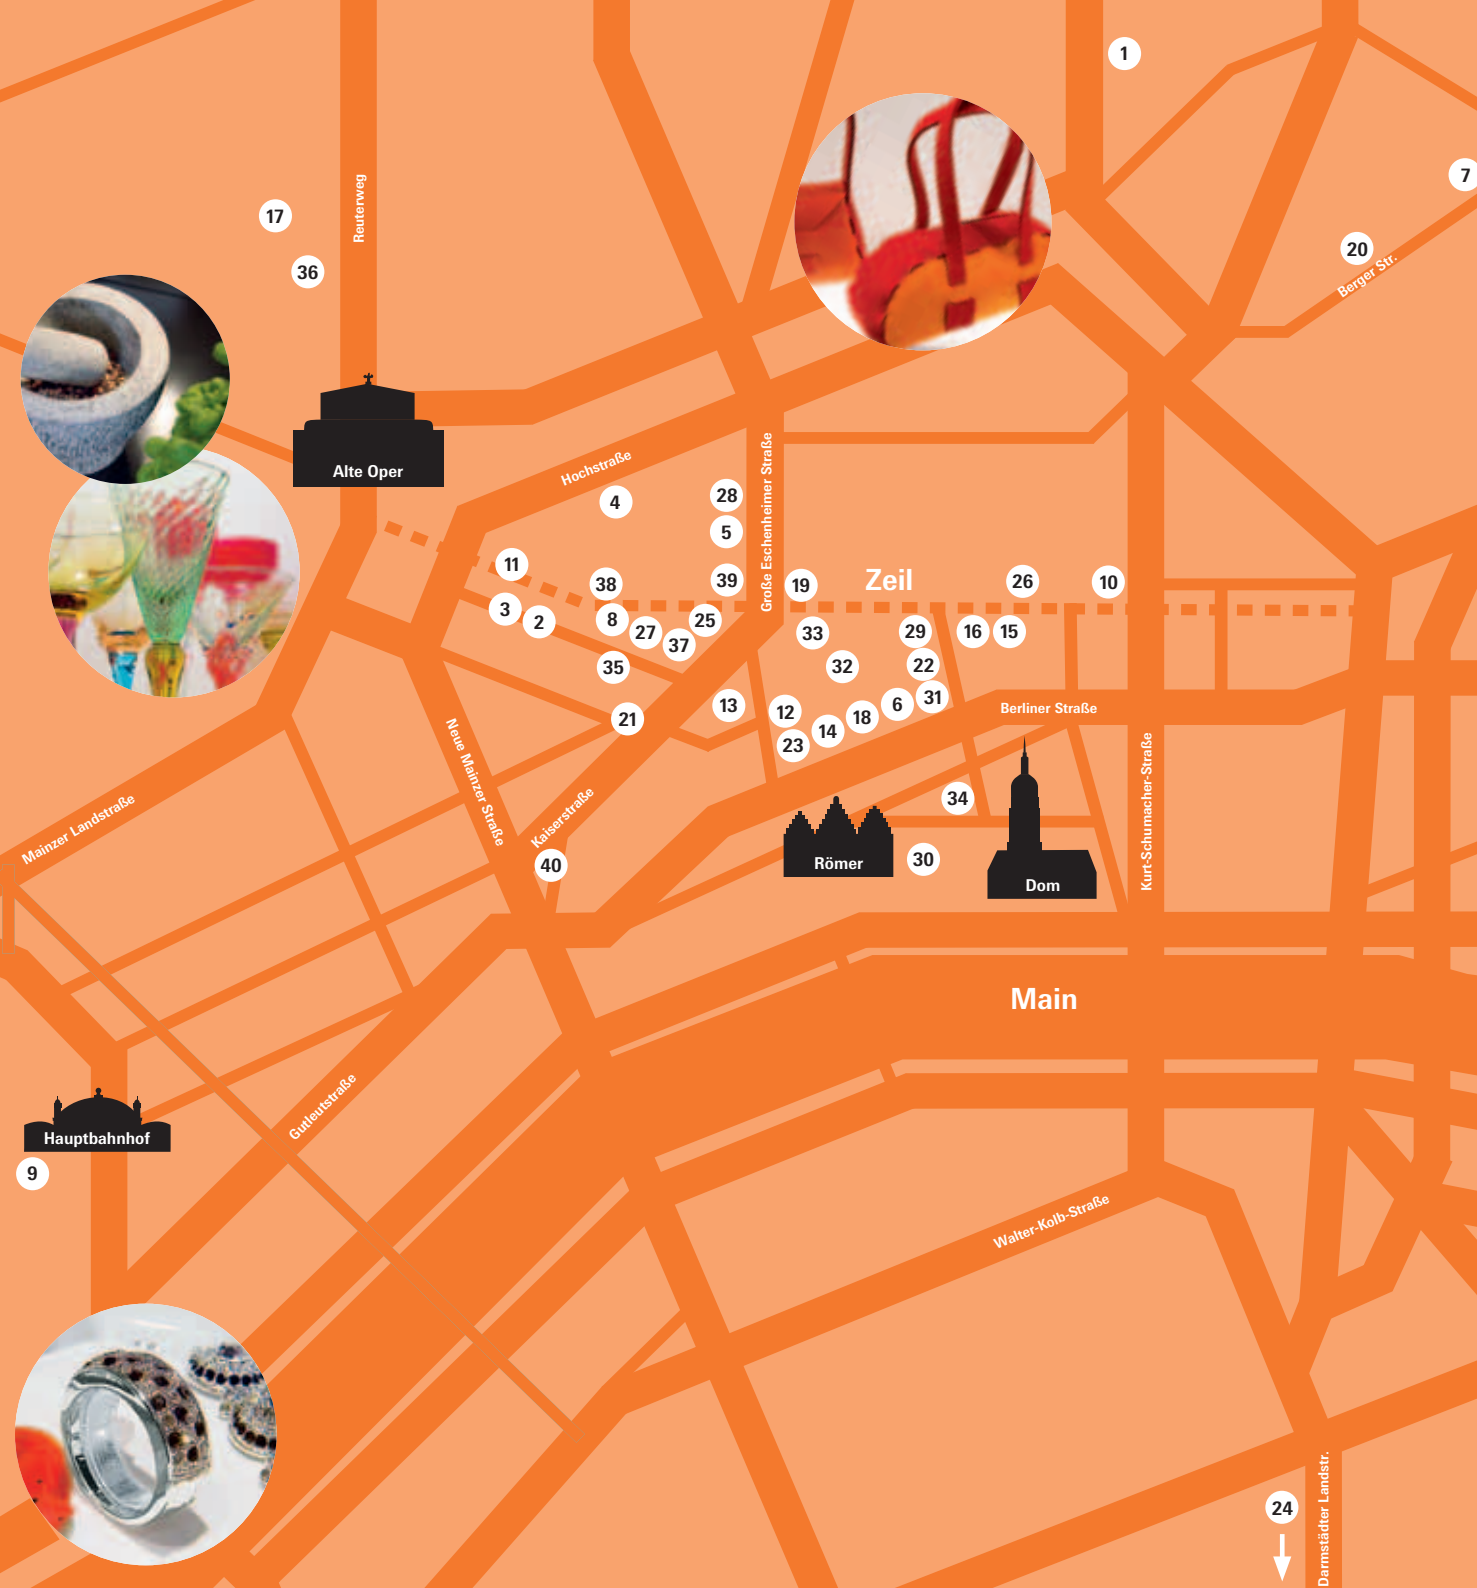 1
7
Reuterweg
17
20
36
Berger Str.
Große Eschenheimer Straße
Alte Oper
Hochstraße
4
28
5
11
38
39
19
Zeil
26
10
3
2
8
27
37
25
33
29
16
15
35
32
22
21
13
12
23
14
18
6
31
Berliner Straße
Neue Mainzer Straße
Kurt-Schumacher-Straße
Mainzer Landstraße
Kaiserstraße
34
40
Römer
30
Dom
Main
Gutleutstraße
Hauptbahnhof
9
Walter-Kolb-Straße
24
Darmstädter Landstr.